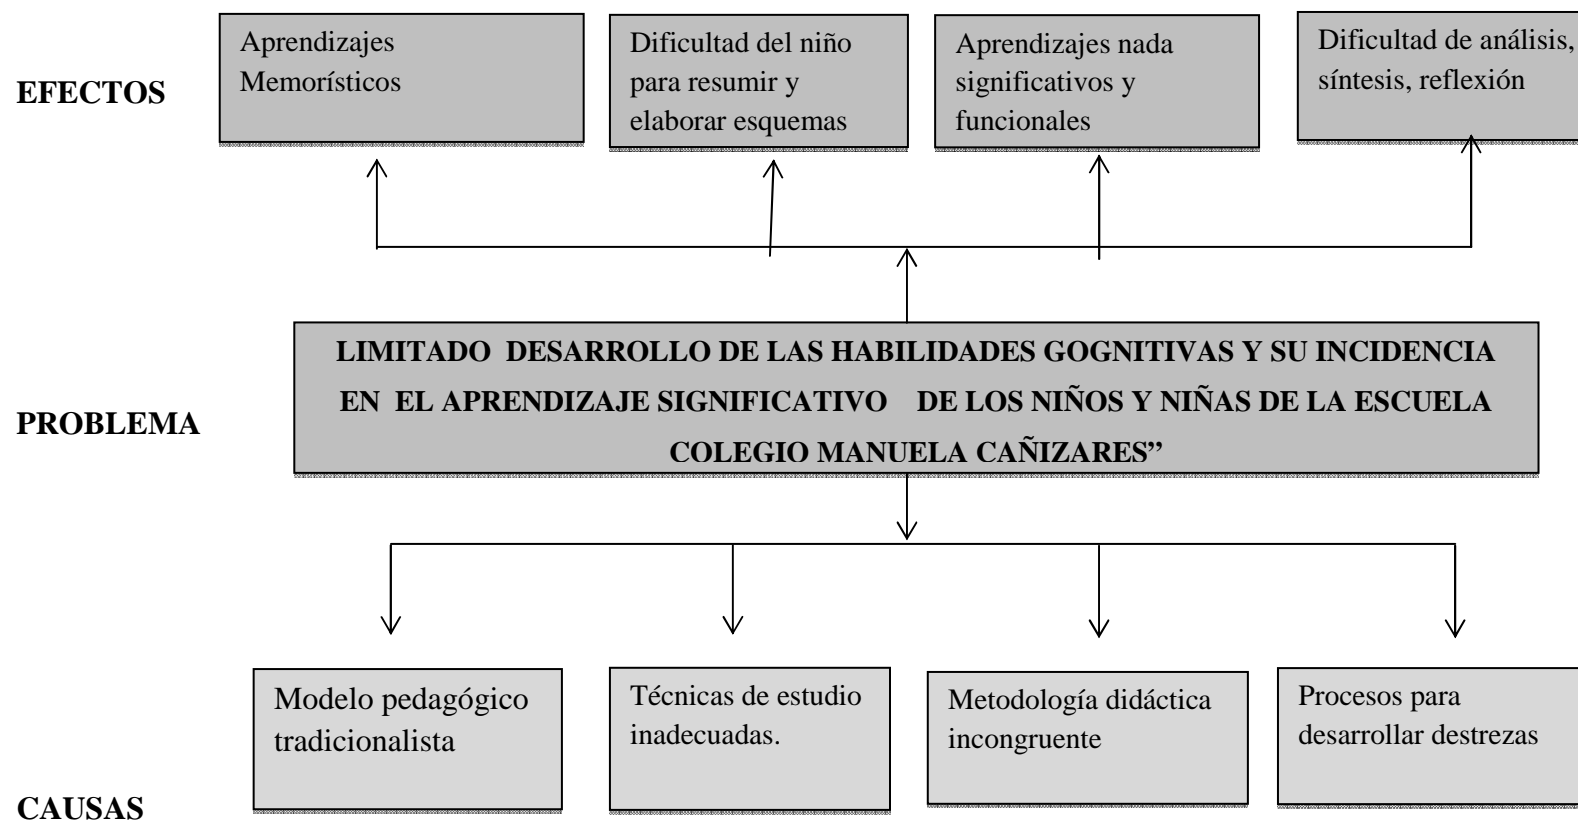 EFECTOS
Aprendizajes
Memorísticos
Dificultad del niño
para resumir y
elaborar esquemas
Aprendizajes nada
significativos y
funcionales
Dificultad de análisis,
síntesis, reflexión
PROBLEMA
LIMITADO DESARROLLO DE LAS HABILIDADES GOGNITIVAS Y SU INCIDENCIA
EN EL APRENDIZAJE SIGNIFICATIVO DE LOS NIÑOS Y NIÑAS DE LA ESCUELA
COLEGIO MANUELA CAÑIZARES”
Modelo pedagógico
tradicionalista
Técnicas de estudio
inadecuadas.
Metodología didáctica
incongruente
Procesos para
desarrollar destrezas
CAUSAS